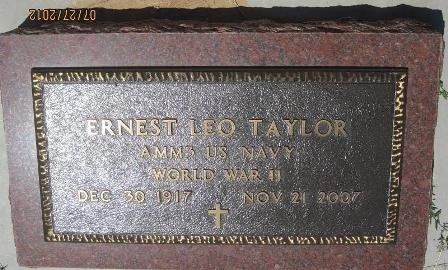 07/27/2012
ERNEST LEO TAYLOR
AMM3 US NAVY
WORLD WAR II
DEC 30 1917 NOV 21 2007